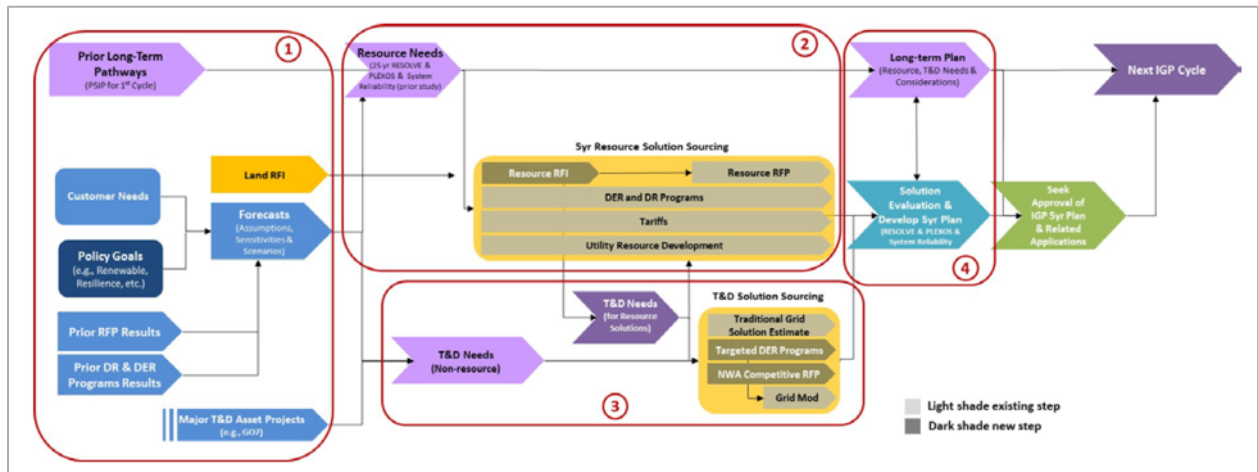 1
Prior Long-Term
Pathways
(PSIP for 1st Cycle)
Customer Needs
Policy Goals
(e.g., Renewable,
Resilience, etc.)
Land RFI
Forecasts
(Assumptions,
Sensitivities &
Scenarios)
Prior RFP Results
Prior DR & DER
Programs Results
Major T&D Asset Projects
(e.g., GO7)
2
Resource Needs
(25 yr RESOLVE &
PLEXOS & System
Reliability (prior study)
5yr Resource Solution Sourcing
Resource RFI
Resource RFP
DER and DR Programs
Tariffs
Utility Resource Development
3
T&D Needs
(for Resource
Solutions)
T&D Needs
(Non-resource)
T&D Solution Sourcing
Traditional Grid
Solution Estimate
Targeted DER Programs
NWA Competitive RFP
Grid Mod
4
Long-term Plan
(Resource, T&D Needs &
Considerations)
Solution
Evaluation &
Develop 5yr Plan
(RESOLVE & PLEXOS &
System Reliability
Seek
Approval of
IGP 5yr Plan
& Related
Applications
Next IGP Cycle
Light shade existing step
Dark shade new step